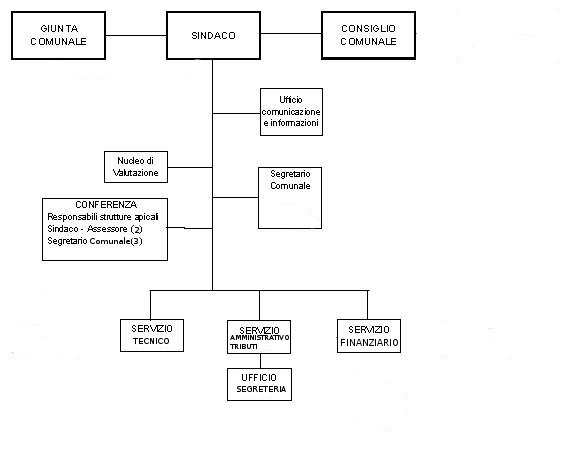 GIUNTA
COMUNALE
SINDACO
CONSIGLIO
COMUNALE
Ufficio
comunicazione
e informazioni
Nucleo di
Valutazione
Segretario
Comunale
CONFERENZA
Responsabili strutture apicali
Sindaco - Assessore (2)
Segretario Comunale(3)
SERVIZIO
TECNICO
SERVIZIO
AMMINISTRATIVO
TRIBUTI
SERVIZIO
FINANZIARIO
UFFICIO
SEGRETERIA